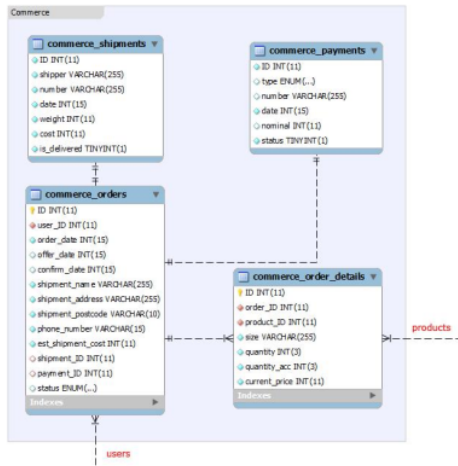 Commerce
commerce_shipments
ID INT(11)
shipper VARCHAR(255)
number VARCHAR(255)
date INT(15)
weight INT(11)
cost INT(11)
is_delivered TINYINT(1)
commerce_payments
ID INT(11)
type ENUM(...)
number VARCHAR(255)
date INT(15)
nominal INT(11)
status TINYINT(1)
commerce_orders
ID INT(11)
user_ID INT(11)
order_date INT(15)
offer_date INT(15)
confirm_date INT(15)
shipment_name VARCHAR(255)
shipment_address VARCHAR(255)
shipment_postcode VARCHAR(10)
phone_number VARCHAR(15)
est_shipment_cost INT(11)
shipment_ID INT(11)
payment_ID INT(11)
status ENUM(...)
Indexes
commerce_order_details
ID INT(11)
order_ID INT(11)
product_ID INT(11)
size VARCHAR(255)
quantity INT(3)
quantity_acc INT(3)
current_price INT(11)
Indexes
products
users